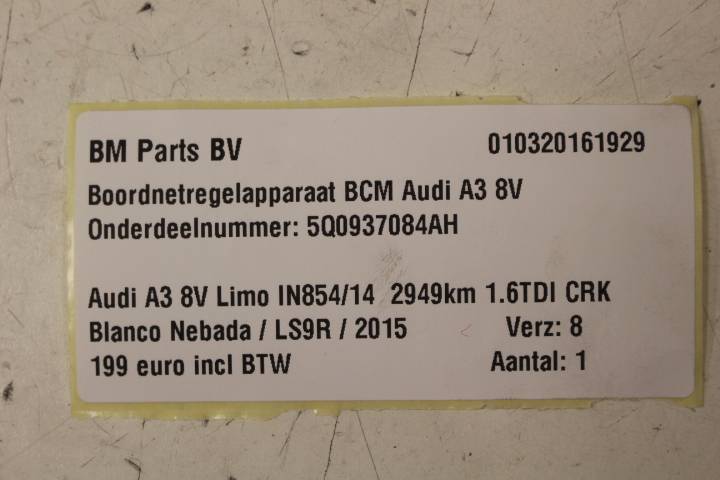 BM Parts BV 010320161929
Boordnetregelapparaat BCM Audi A3 8V
Onderdeelnummer: 5Q0937084AH
Audi A3 8V Limo IN854/14 2949km 1.6TDI CRK
Blanco Nebada / LS9R / 2015 Verz: 8
199 euro incl BTW Aantal: 1